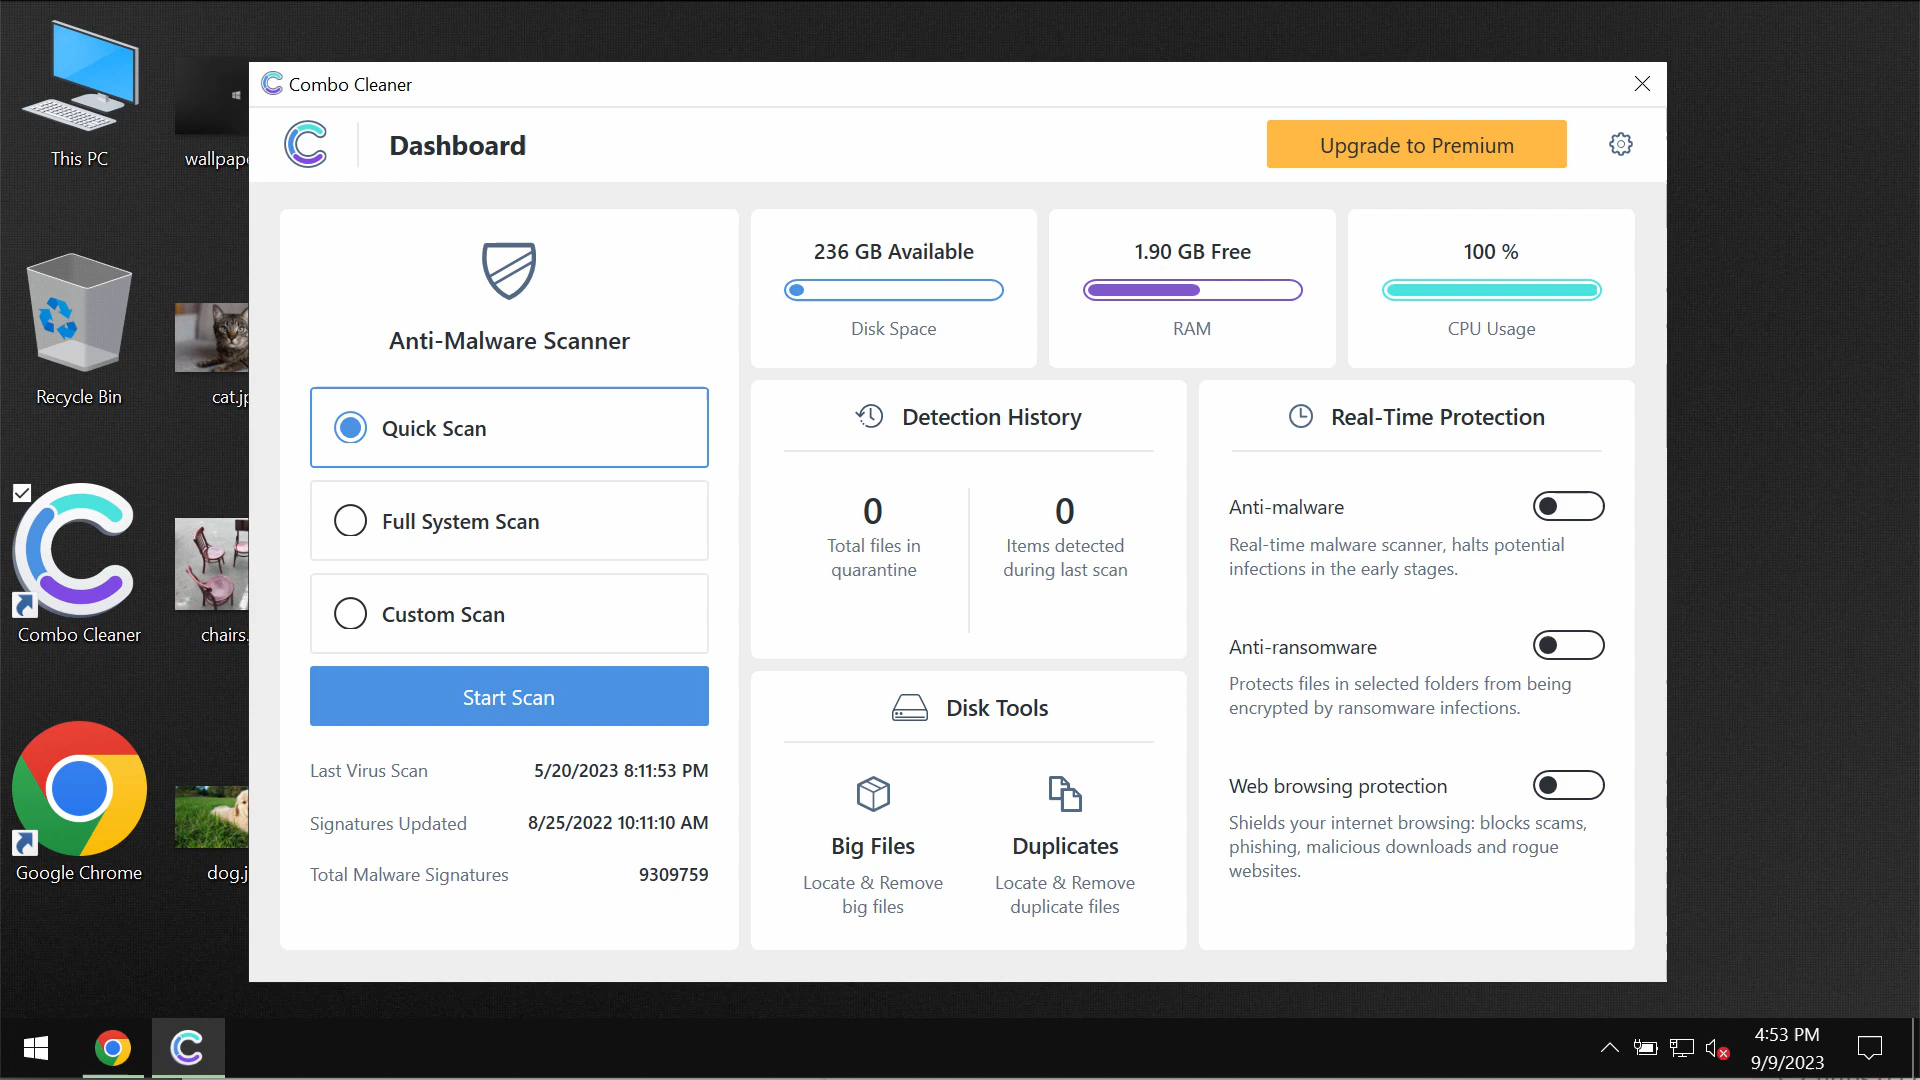 This PC
wallpape
Recycle Bin
cat.jp
Combo Cleaner
chairs.
Google Chrome
dog.j
Combo Cleaner
Dashboard
Upgrade to Premium
Anti-Malware Scanner
Quick Scan
Full System Scan
Custom Scan
Start Scan
Last Virus Scan 5/20/2023 8:11:53 PM
Signatures Updated 8/25/2022 10:11:10 AM
Total Malware Signatures 9309759
236 GB Available
Disk Space
1.90 GB Free
RAM
100 %
CPU Usage
Detection History
0
Total files in
quarantine
0
Items detected
during last scan
Disk Tools
Big Files
Locate & Remove
big files
Duplicates
Locate & Remove
duplicate files
Real-Time Protection
Anti-malware
Real-time malware scanner, halts potential
infections in the early stages.
Anti-ransomware
Protects files in selected folders from being
encrypted by ransomware infections.
Web browsing protection
Shields your internet browsing: blocks scams,
phishing, malicious downloads and rogue
websites.
4:53 PM
9/9/2023